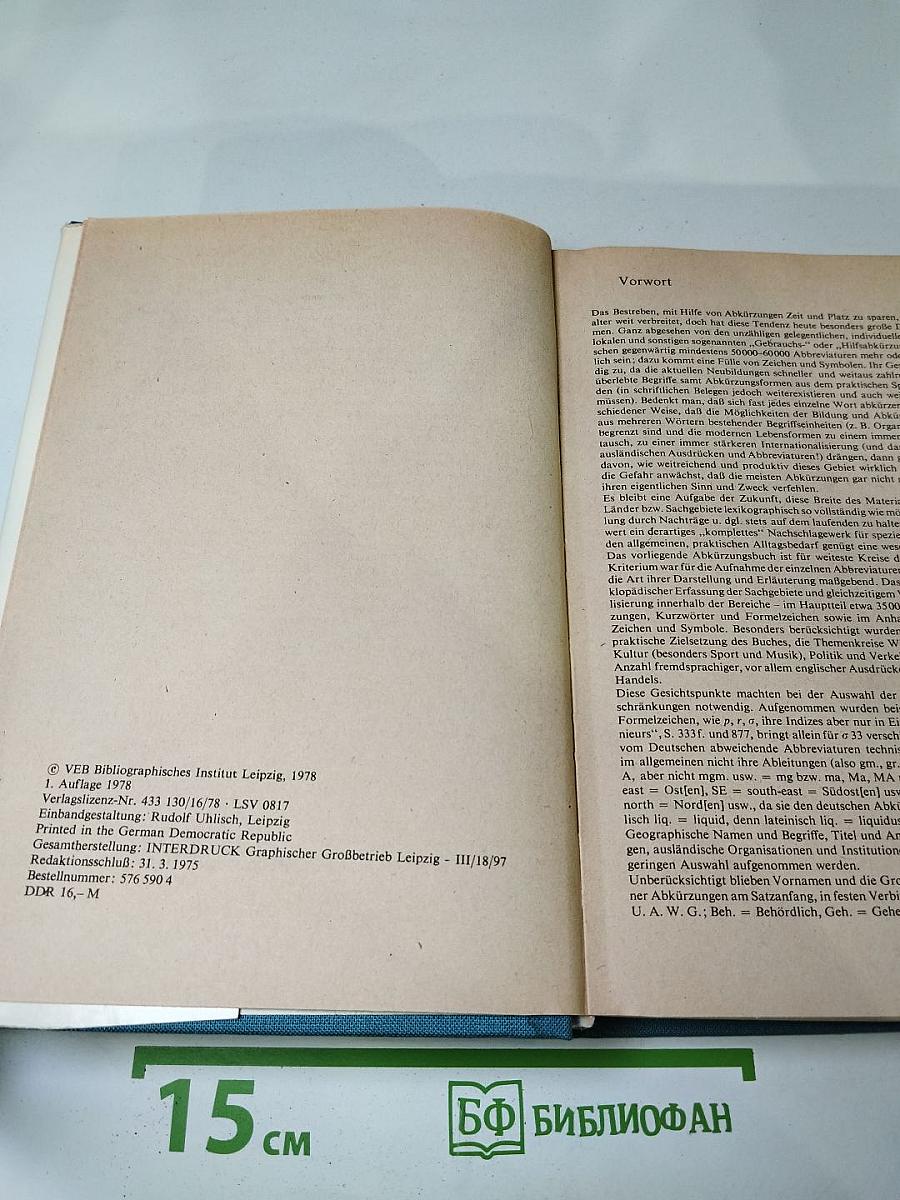 © VEB Bibliographisches Institut Leipzig, 1978
1. Auflage 1978
Verlagslizenz-Nr. 433 130/16/78 · LSV 0817
Einbandgestaltung: Rudolf Uhlisch, Leipzig
Printed in the German Democratic Republic
Gesamtherstellung: INTERDRUCK Graphischer Großbetrieb Leipzig – III/18/97
Redaktionsschluß: 31. 3. 1975
Bestellnummer: 576 590 4
DDR 16,– M
Vorwort
Das Bestreben, mit Hilfe von Abkürzungen Zeit und Platz zu sparen,
alter weit verbreitet, doch hat diese Tendenz heute besonders große
men. Ganz abgesehen von den unzähligen gelegentlichen, individuelle
lokalen und sonstigen sogenannten „Gebrauchs-“ oder „Hilfsabkürzu
schen gegenwärtig mindestens 50000–60000 Abbreviaturen mehr ode
lich sein; dazu kommt eine Fülle von Zeichen und Symbolen. Ihr Ge
dig zu, da die aktuellen Neubildungen schneller und weitaus zahlr
überlebte Begriffe samt Abkürzungsformen aus dem praktischen Sp
den (in schriftlichen Belegen jedoch weiterexistieren und auch wei
müssen). Bedenkt man, daß sich fast jedes einzelne Wort abkürze
schiedener Weise, daß die Möglichkeiten der Bildung und Abkü
aus mehreren Wörtern bestehender Begriffseinheiten (z. B. Organ
begrenzt sind und die modernen Lebensformen zu einem immer
tausch, zu einer immer stärkeren Internationalisierung (und da
ausländischen Ausdrücken und Abbreviaturen!) drängen, dann
davon, wie weitreichend und produktiv dieses Gebiet wirklich
die Gefahr anwächst, daß die meisten Abkürzungen gar nicht
ihren eigentlichen Sinn und Zweck verfehlen.
Es bleibt eine Aufgabe der Zukunft, diese Breite des Materia
Länder bzw. Sachgebiete lexikographisch so vollständig wie mö
lung durch Nachträge u. dgl. stets auf dem laufenden zu halte
wert ein derartiges „komplettes“ Nachschlagewerk für spezie
den allgemeinen, praktischen Alltagsbedarf genügt eine wes
Das vorliegende Abkürzungsbuch ist für weiteste Kreise d
Kriterium war für die Aufnahme der einzelnen Abbreviature
die Art ihrer Darstellung und Erläuterung maßgebend. Das
klopädischer Erfassung der Sachgebiete und gleichzeitigem V
lisierung innerhalb der Bereiche – im Hauptteil etwa 3500
zungen, Kurzwörter und Formelzeichen sowie im Anha
Zeichen und Symbole. Besonders berücksichtigt wurden
praktische Zielsetzung des Buches, die Themenkreise W
Kultur (besonders Sport und Musik), Politik und Verke
Anzahl fremdsprachiger, vor allem englischer Ausdrücke
Handels.
Diese Gesichtspunkte machten bei der Auswahl der
schränkungen notwendig. Aufgenommen wurden bei
Formelzeichen, wie p, r, σ, ihre Indizes aber nur in Ei
nieurs“, S. 333f. und 877, bringt allein für σ 33 versch
vom Deutschen abweichende Abbreviaturen technis
im allgemeinen nicht ihre Ableitungen (also gm., gr.
A, aber nicht mgm. usw. = mg bzw. ma, Ma, MA
east = Ost[en], SE = south-east = Südost[en] usw
north = Nord[en] usw., da sie den deutschen Abkü
lisch liq. = liquid, denn lateinisch liq. = liquidus
Geographische Namen und Begriffe, Titel und An
gen, ausländische Organisationen und Institution
geringen Auswahl aufgenommen werden.
Unberücksichtigt blieben Vornamen und die Gro
ner Abkürzungen am Satzanfang, in festen Verbi
U. A. W. G.; Beh. = Behördlich, Geh. = Gehe
15 см
БФ БИБЛИОФАН